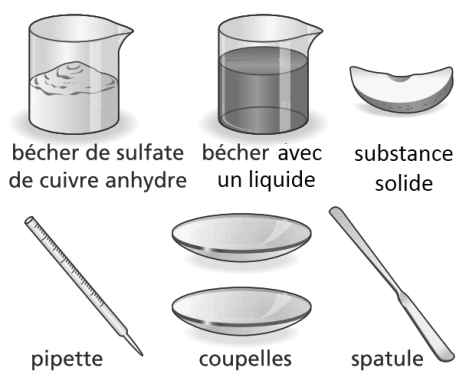 bécher de sulfate
de cuivre anhydre
bécher avec
un liquide
substance
solide
pipette
coupelles
spatule